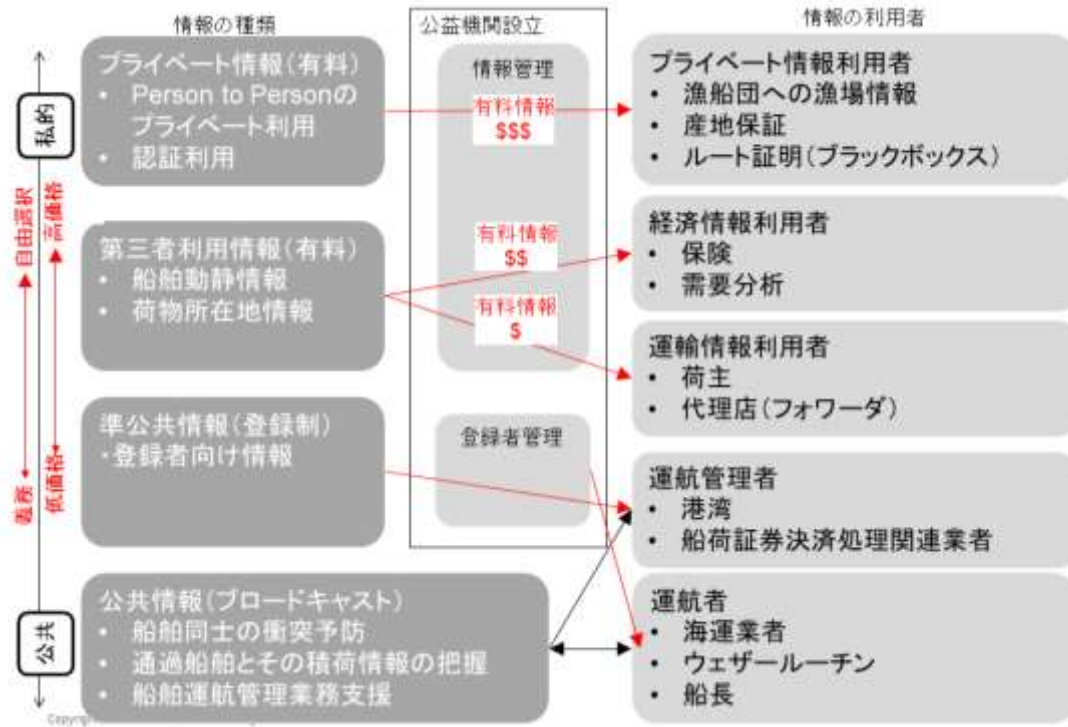 情報の種類
公益機関設立
情報の利用者
私的
自由選択
高価格
義務
低価格
公共
プライベート情報(有料)
• Person to Personの
プライベート利用
• 認証利用
第三者利用情報(有料)
• 船舶動静情報
• 荷物所在地情報
準公共情報(登録制)
・登録者向け情報
公共情報(ブロードキャスト)
• 船舶同士の衝突予防
• 通過船舶とその積荷情報の把握
• 船舶運航管理業務支援
情報管理
有料情報
$$$
有料情報
$$
有料情報
$
登録者管理
プライベート情報利用者
• 漁船団への漁場情報
• 産地保証
• ルート証明(ブラックボックス)
経済情報利用者
• 保険
• 需要分析
運輸情報利用者
• 荷主
• 代理店(フォワーダ)
運航管理者
• 港湾
• 船荷証券決済処理関連業者
運航者
• 海運業者
• ウェザールーチン
• 船長